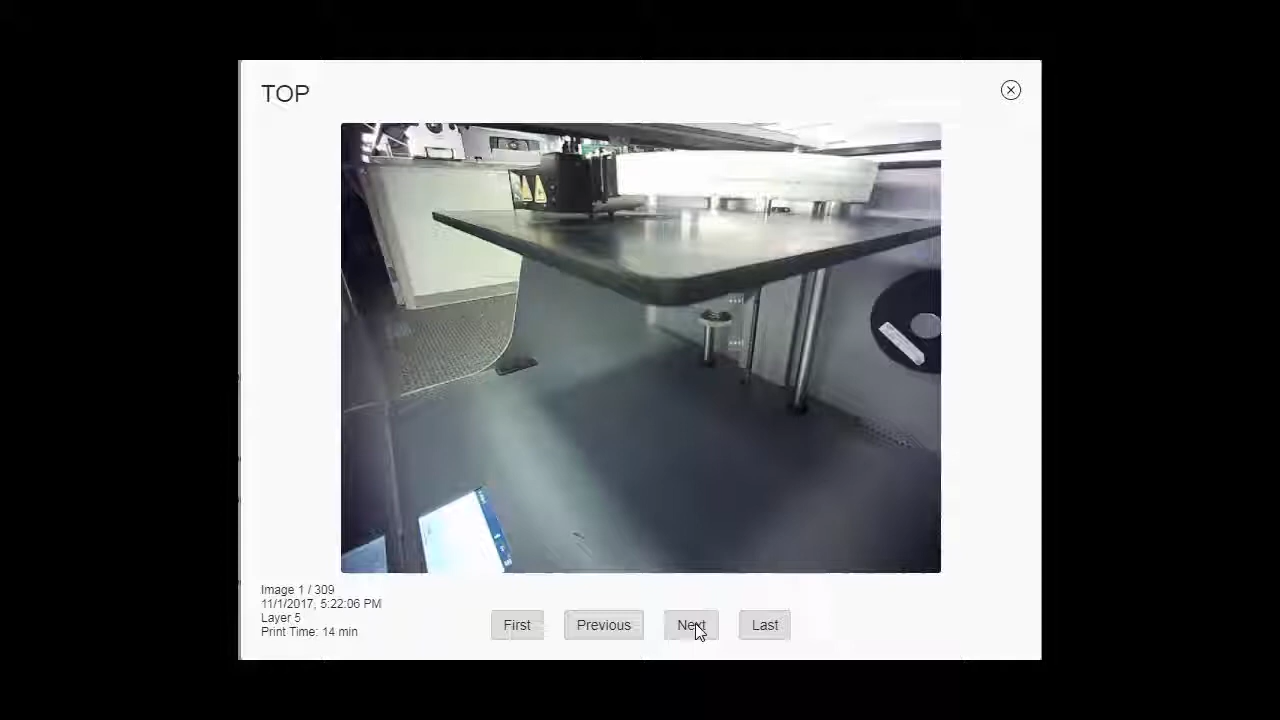 TOP
Image 1 / 309
11/1/2017, 5:22:06 PM
Layer 5
Print Time: 14 min
First
Previous
Next
Last